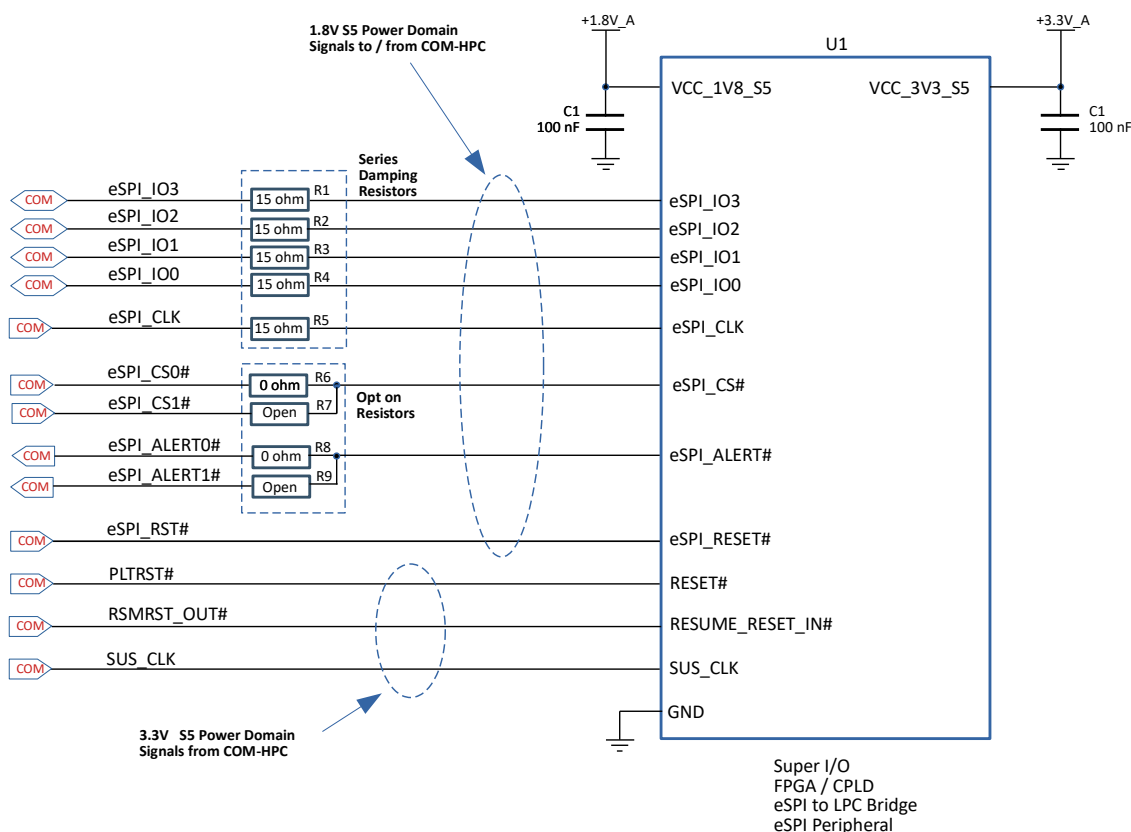 1.8V S5 Power Domain
Signals to / from COM-HPC
+1.8V_A
+3.3V_A
U1
VCC_1V8_S5
VCC_3V3_S5
C1
100 nF
C1
100 nF
Series
Damping
Resistors
COM eSPI_IO3 15 ohm R1 eSPI_IO3
COM eSPI_IO2 15 ohm R2 eSPI_IO2
COM eSPI_IO1 15 ohm R3 eSPI_IO1
COM eSPI_IO0 15 ohm R4 eSPI_IO0
COM eSPI_CLK 15 ohm R5 eSPI_CLK
COM eSPI_CS0# 0 ohm R6 eSPI_CS#
COM eSPI_CS1# Open R7
Opt on
Resistors
COM eSPI_ALERT0# 0 ohm R8 eSPI_ALERT#
COM eSPI_ALERT1# Open R9
COM eSPI_RST# eSPI_RESET#
COM PLTRST# RESET#
COM RSMRST_OUT# RESUME_RESET_IN#
COM SUS_CLK SUS_CLK
GND
3.3V S5 Power Domain
Signals from COM-HPC
Super I/O
FPGA / CPLD
eSPI to LPC Bridge
eSPI Peripheral